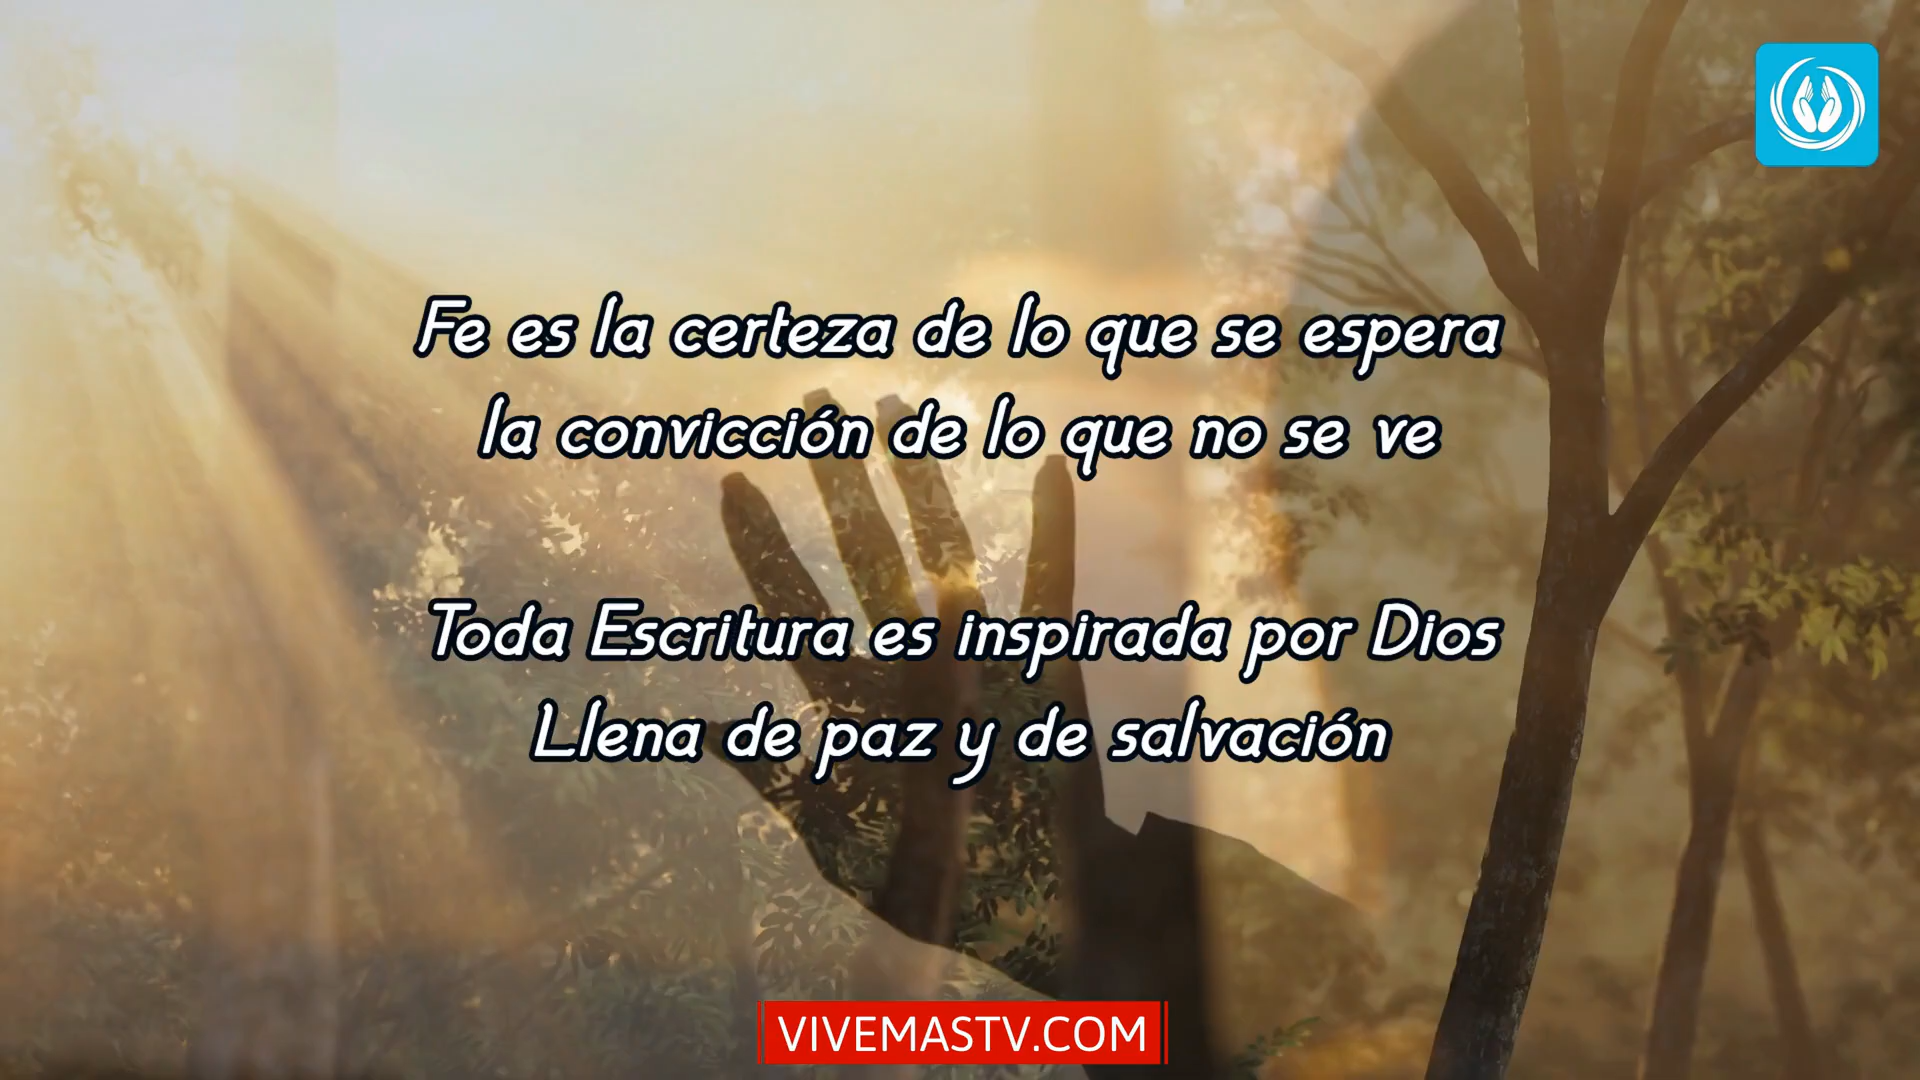 Fe es la certeza de lo que se espera
la convicción de lo que no se ve
Toda Escritura es inspirada por Dios
Llena de paz y de salvación
VIVEMASTV.COM